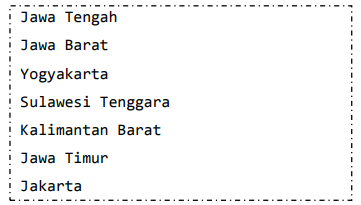 Jawa Tengah
Jawa Barat
Yogyakarta
Sulawesi Tenggara
Kalimantan Barat
Jawa Timur
Jakarta